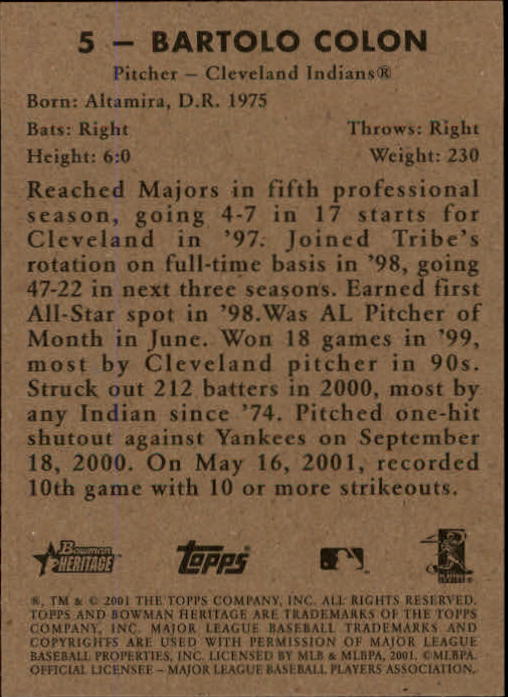 5 – BARTOLO COLON
Pitcher – Cleveland Indians®
Born: Altamira, D.R. 1975
Bats: Right Throws: Right
Height: 6:0 Weight: 230
Reached Majors in fifth professional
season, going 4-7 in 17 starts for
Cleveland in '97. Joined Tribe's
rotation on full-time basis in '98, going
47-22 in next three seasons. Earned first
All-Star spot in '98.Was AL Pitcher of
Month in June. Won 18 games in '99,
most by Cleveland pitcher in 90s.
Struck out 212 batters in 2000, most by
any Indian since '74. Pitched one-hit
shutout against Yankees on September
18, 2000. On May 16, 2001, recorded
10th game with 10 or more strikeouts.
Bowman HERITAGE Topps
®, TM & © 2001 THE TOPPS COMPANY, INC. ALL RIGHTS RESERVED.
TOPPS AND BOWMAN HERITAGE ARE TRADEMARKS OF THE TOPPS
COMPANY, INC. MAJOR LEAGUE BASEBALL TRADEMARKS AND
COPYRIGHTS ARE USED WITH PERMISSION OF MAJOR LEAGUE
BASEBALL PROPERTIES, INC. LICENSED BY MLB & MLBPA, 2001. ©MLBPA.
OFFICIAL LICENSEE – MAJOR LEAGUE BASEBALL PLAYERS ASSOCIATION.